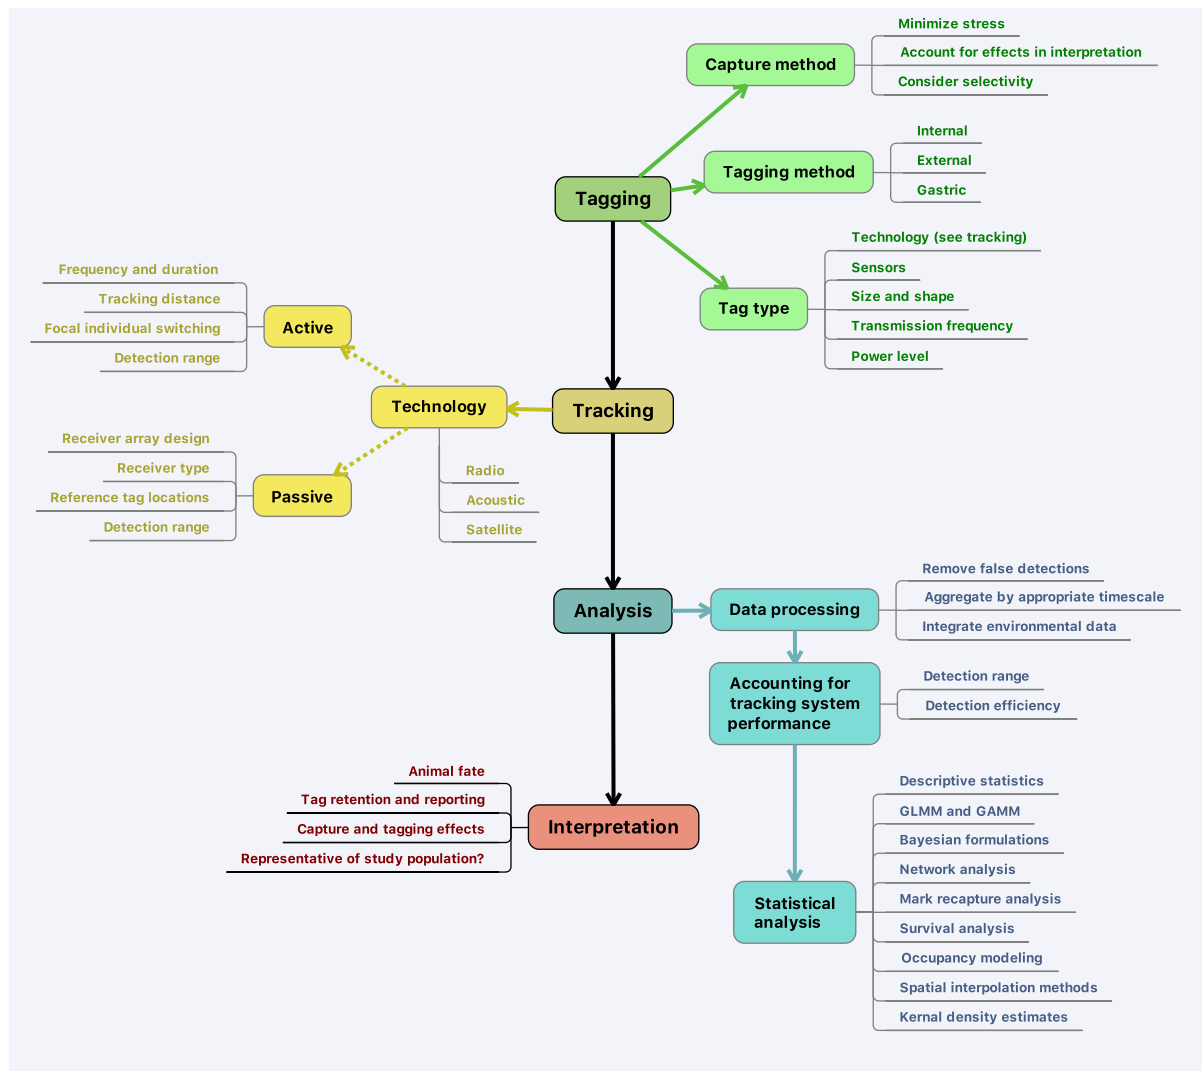 Tagging
Capture method
Minimize stress
Account for effects in interpretation
Consider selectivity
Tagging method
Internal
External
Gastric
Tag type
Technology (see tracking)
Sensors
Size and shape
Transmission frequency
Power level
Tracking
Technology
Radio
Acoustic
Satellite
Active
Frequency and duration
Tracking distance
Focal individual switching
Detection range
Passive
Receiver array design
Receiver type
Reference tag locations
Detection range
Analysis
Data processing
Remove false detections
Aggregate by appropriate timescale
Integrate environmental data
Accounting for
tracking system
performance
Detection range
Detection efficiency
Statistical
analysis
Descriptive statistics
GLMM and GAMM
Bayesian formulations
Network analysis
Mark recapture analysis
Survival analysis
Occupancy modeling
Spatial interpolation methods
Kernal density estimates
Interpretation
Animal fate
Tag retention and reporting
Capture and tagging effects
Representative of study population?